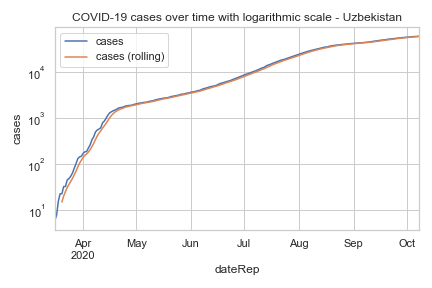 COVID-19 cases over time with logarithmic scale - Uzbekistan
cases
cases (rolling)
10⁴
10³
10²
10¹
cases
Apr
2020
May
Jun
Jul
Aug
Sep
Oct
dateRep